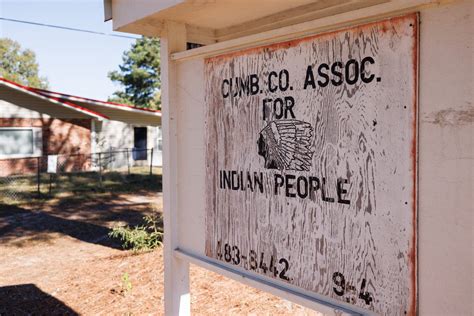 CUMB. CO. ASSOC.
FOR
INDIAN PEOPLE
483-8442 9-4